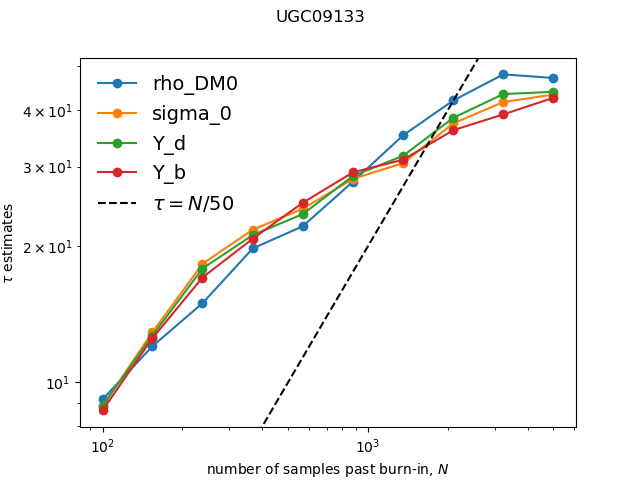 UGC09133
rho_DM0
sigma_0
Y_d
Y_b
τ = N/50
4 × 10¹
3 × 10¹
2 × 10¹
10¹
τ estimates
10² 10³
number of samples past burn-in, N